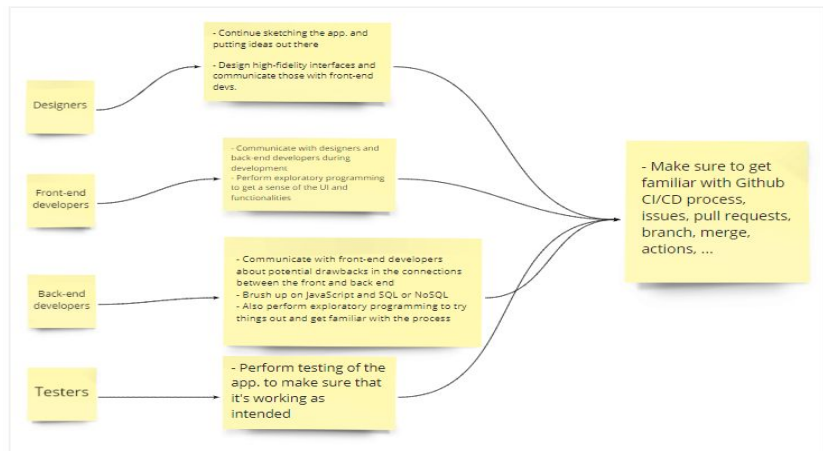 Designers
- Continue sketching the app. and
putting ideas out there
- Design high-fidelity interfaces and
communicate those with front-end
devs.
Front-end
developers
- Communicate with designers and
back-end developers during
development
- Perform exploratory programming
to get a sense of the UI and
functionalities
Back-end
developers
- Communicate with front-end developers
about potential drawbacks in the connections
between the front and back end
- Brush up on JavaScript and SQL or NoSQL
- Also perform exploratory programming to try
things out and get familiar with the process
Testers
- Perform testing of the
app. to make sure that
it's working as
intended
- Make sure to get
familiar with Github
CI/CD process,
issues, pull requests,
branch, merge,
actions, ...